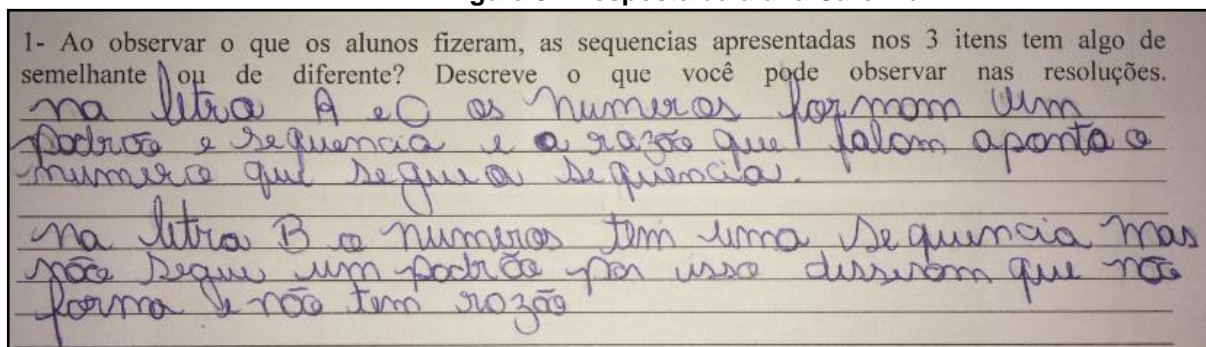 1- Ao observar o que os alunos fizeram, as sequencias apresentadas nos 3 itens tem algo de
semelhante ou de diferente? Descreve o que você pode observar nas resoluções.
na letra A e C os numeros formam um
padrão e sequencia e a razão que falam aponta o
numero que segue a sequencia.
na letra B o numeros tem uma sequencia mas
não segue um padrão por isso disseram que não
forma e não tem razão